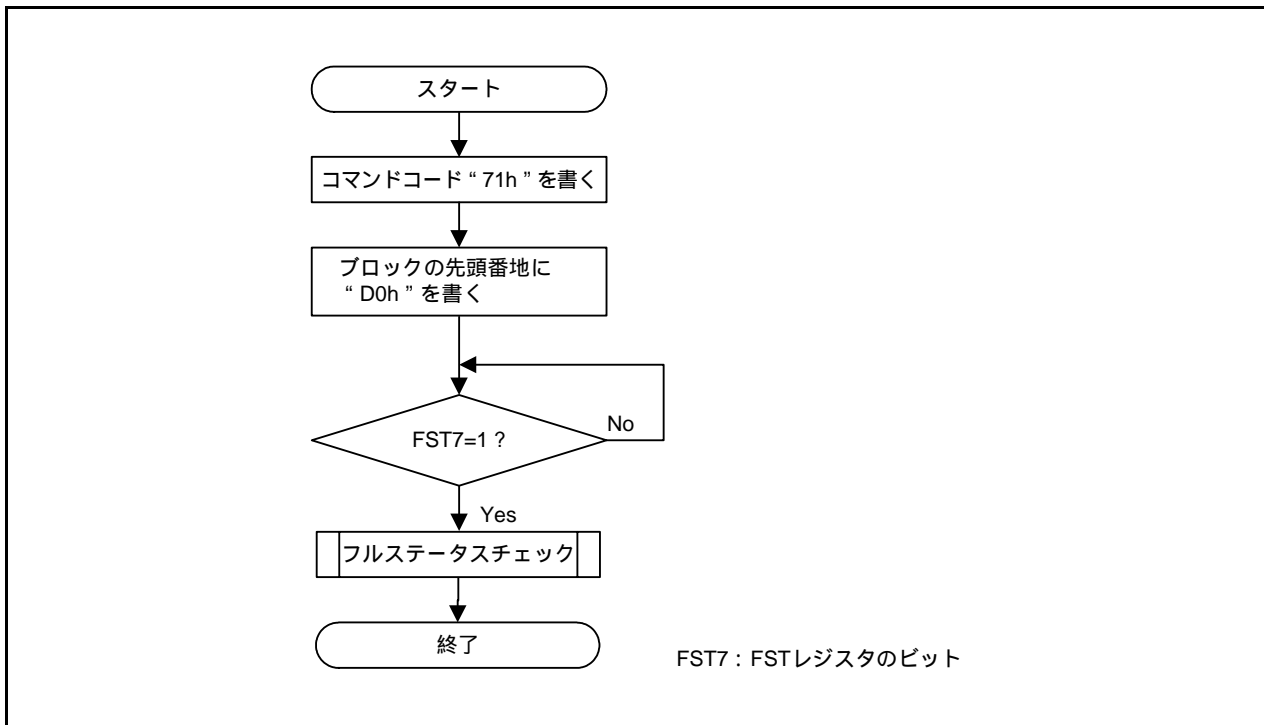 スタート
コマンドコード “ 71h ” を書く
ブロックの先頭番地に
“ D0h ” を書く
FST7=1 ?
No
Yes
フルステータスチェック
終了
FST7 : FSTレジスタのビット